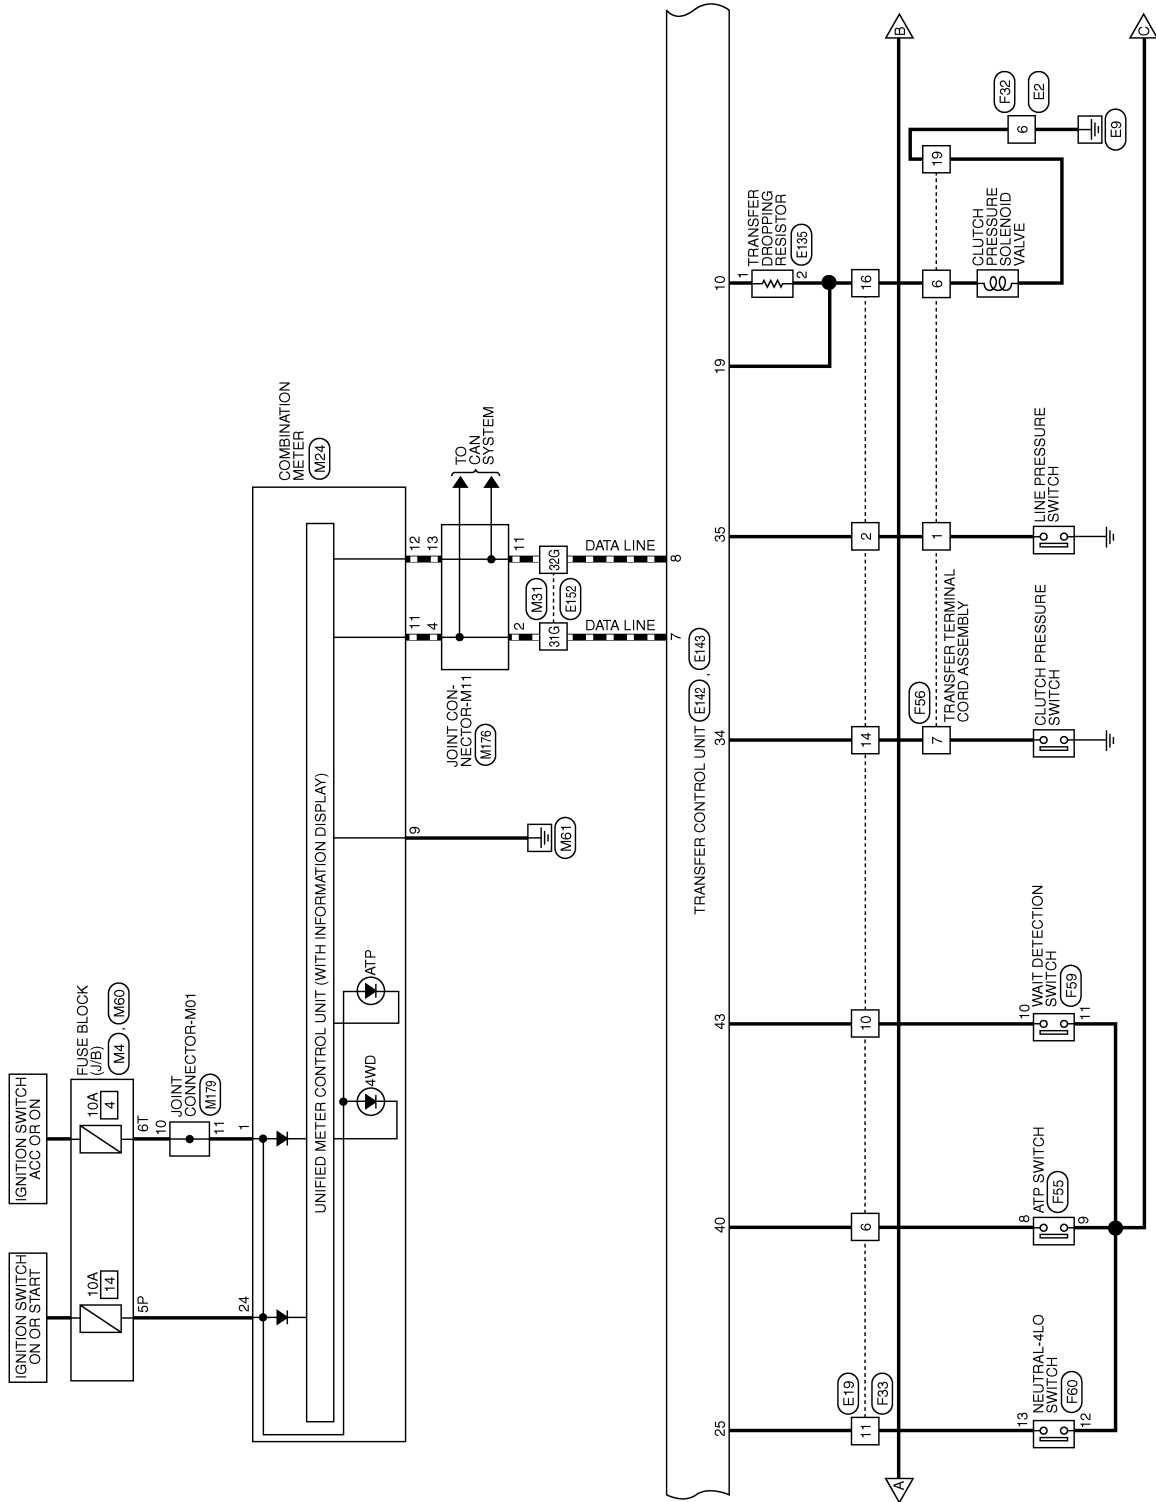 IGNITION SWITCH
ON OR START
IGNITION SWITCH
ACC OR ON
10A
14
10A
4
FUSE BLOCK
(J/B)
M4 , M60
5P
6T
10
JOINT
CONNECTOR-M01
M179
11
24
1
COMBINATION
METER
M24
UNIFIED METER CONTROL UNIT (WITH INFORMATION DISPLAY)
4WD
ATP
9
11
12
M61
4
13
JOINT CON-
NECTOR-M11
M176
TO
CAN
SYSTEM
2
11
31G
M31
E152
32G
DATA LINE
DATA LINE
7
8
TRANSFER CONTROL UNIT E142 , E143
25
40
43
34
35
19
10
1
TRANSFER
DROPPING
RESISTOR
E135
2
E19
F33
11
6
10
14
2
16
A
B
F56
7
1
6
19
TRANSFER TERMINAL
CORD ASSEMBLY
CLUTCH
PRESSURE
SOLENOID
VALVE
F32
6
E2
E9
13
NEUTRAL-4LO
SWITCH
F60
12
8
ATP SWITCH
F55
9
10
WAIT DETECTION
SWITCH
F59
11
CLUTCH PRESSURE
SWITCH
LINE PRESSURE
SWITCH
C